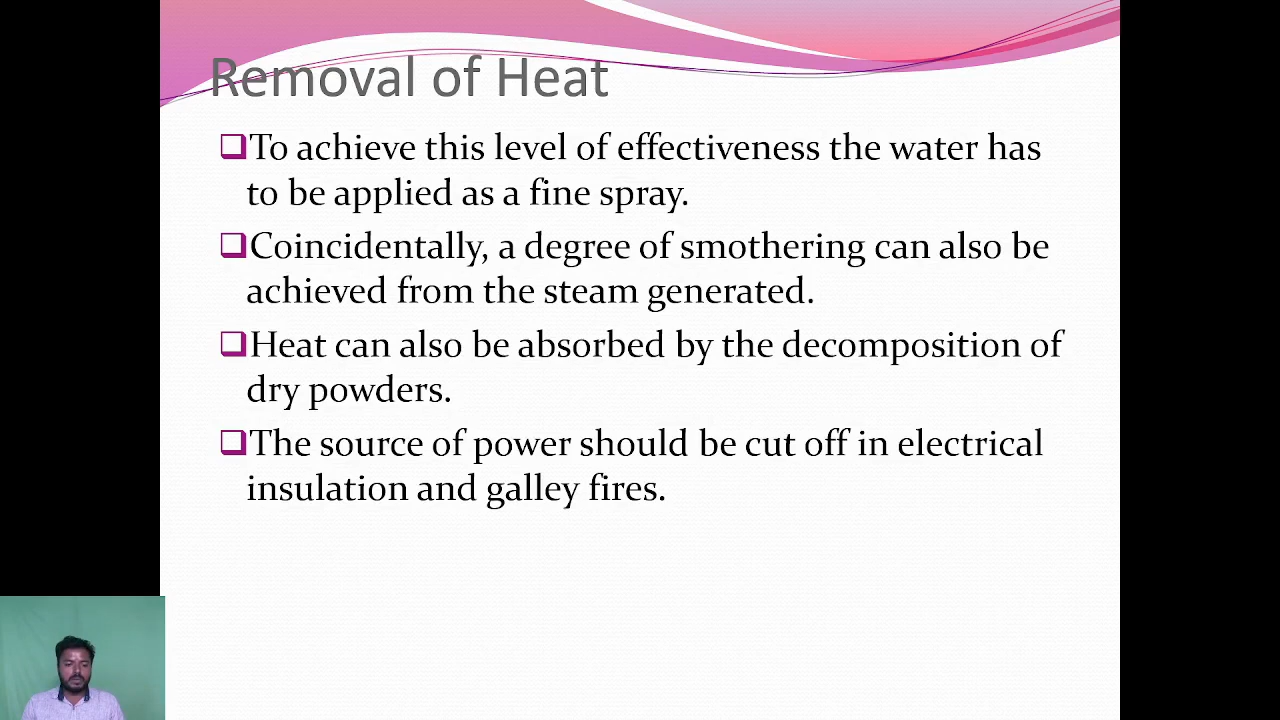 Removal of Heat
To achieve this level of effectiveness the water has
to be applied as a fine spray.
Coincidentally, a degree of smothering can also be
achieved from the steam generated.
Heat can also be absorbed by the decomposition of
dry powders.
The source of power should be cut off in electrical
insulation and galley fires.